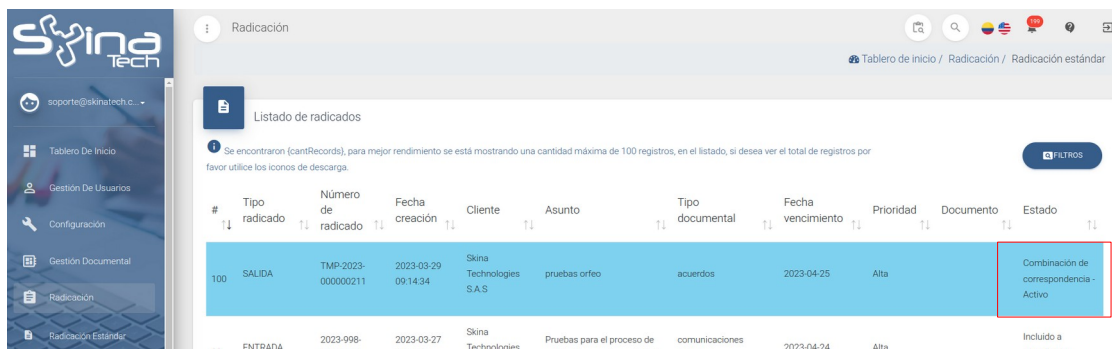 Skina
Tech
Radicación
199
Tablero de inicio / Radicación / Radicación estándar
soporte@skinatech.c...
Listado de radicados
Se encontraron {cantRecords}, para mejor rendimiento se está mostrando una cantidad máxima de 100 registros, en el listado, si desea ver el total de registros por
favor utilice los iconos de descarga.
FILTROS
Tablero De Inicio
Gestión De Usuarios
Configuración
Gestión Documental
Radicación
Radicación Estándar
# Tipo radicado Número de radicado Fecha creación Cliente Asunto Tipo documental Fecha vencimiento Prioridad Documento Estado
100 SALIDA TMP-2023-000000211 2023-03-29 09:14:34 Skina Technologies S.A.S pruebas orfeo acuerdos 2023-04-25 Alta Combinación de correspondencia - Activo
ENTRADA 2023-998- 2023-03-27 Skina Technologies Pruebas para el proceso de comunicaciones 2023-04-24 Alta Incluido a